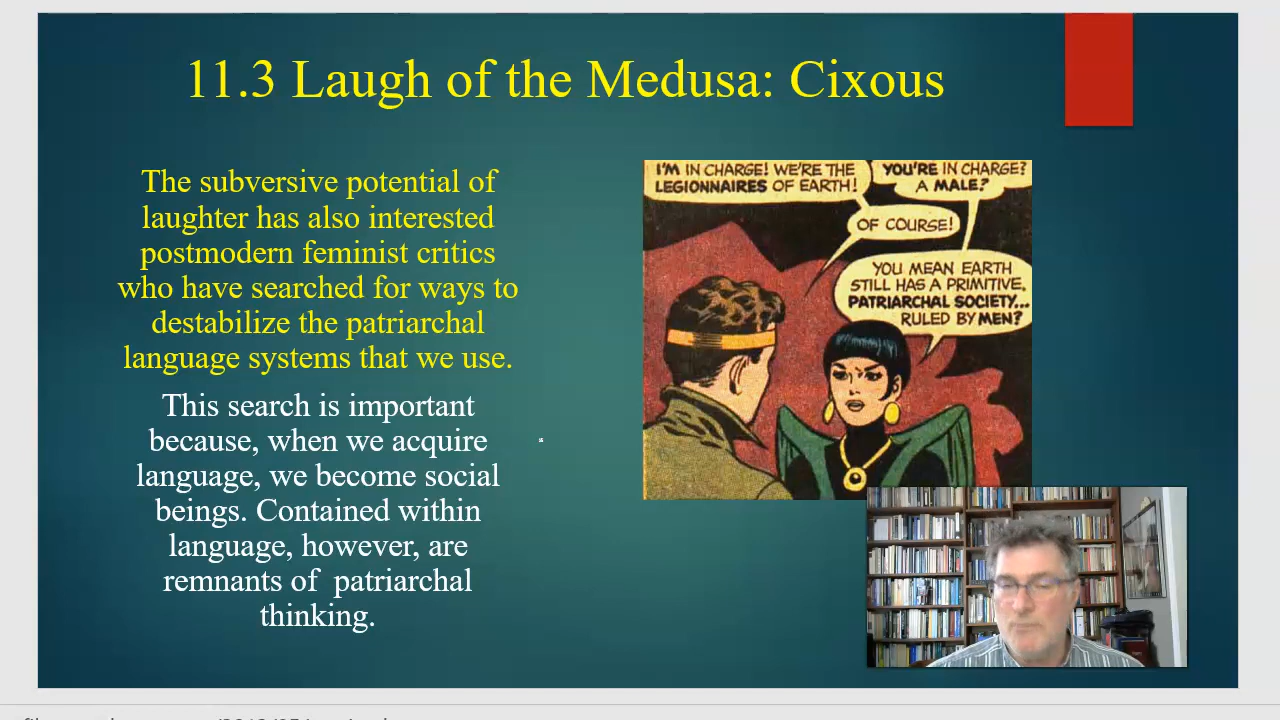 11.3 Laugh of the Medusa: Cixous
The subversive potential of
laughter has also interested
postmodern feminist critics
who have searched for ways to
destabilize the patriarchal
language systems that we use.
This search is important
because, when we acquire
language, we become social
beings. Contained within
language, however, are
remnants of patriarchal
thinking.
I'M IN CHARGE! WE'RE THE
LEGIONNAIRES OF EARTH!
YOU'RE IN CHARGE?
A MALE?
OF COURSE!
YOU MEAN EARTH
STILL HAS A PRIMITIVE,
PATRIARCHAL SOCIETY...
RULED BY MEN?